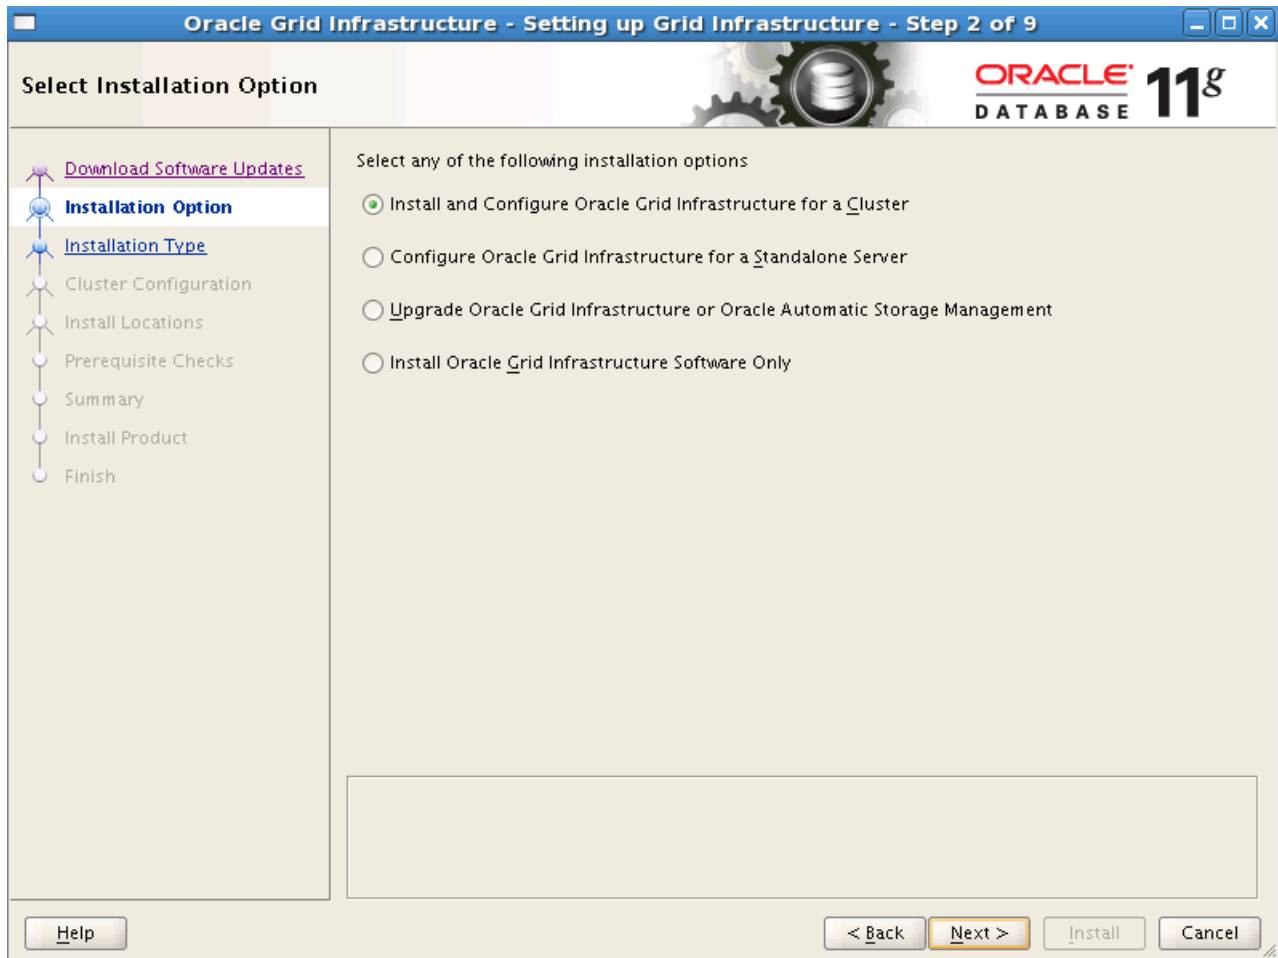 Oracle Grid Infrastructure - Setting up Grid Infrastructure - Step 2 of 9
Select Installation Option
ORACLE
DATABASE
11g
Download Software Updates
Installation Option
Installation Type
Cluster Configuration
Install Locations
Prerequisite Checks
Summary
Install Product
Finish
Select any of the following installation options
Install and Configure Oracle Grid Infrastructure for a Cluster
Configure Oracle Grid Infrastructure for a Standalone Server
Upgrade Oracle Grid Infrastructure or Oracle Automatic Storage Management
Install Oracle Grid Infrastructure Software Only
Help
< Back
Next >
Install
Cancel